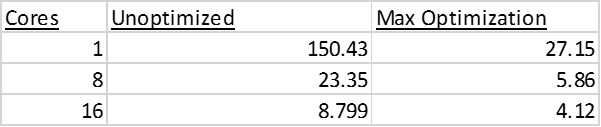 Cores Unoptimized Max Optimization
1 150.43 27.15
8 23.35 5.86
16 8.799 4.12